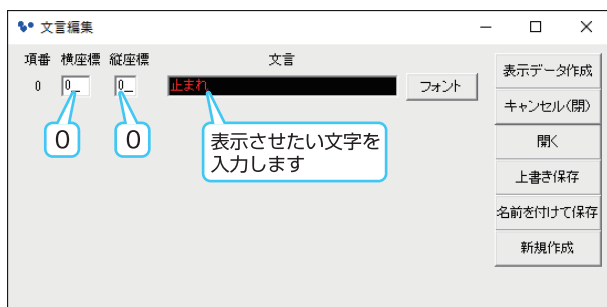 文言編集
項番 横座標 縦座標 文言
0 0_ 0_ 止まれ フォント
0 0 表示させたい文字を
入力します
表示データ作成
キャンセル(閉)
開く
上書き保存
名前を付けて保存
新規作成